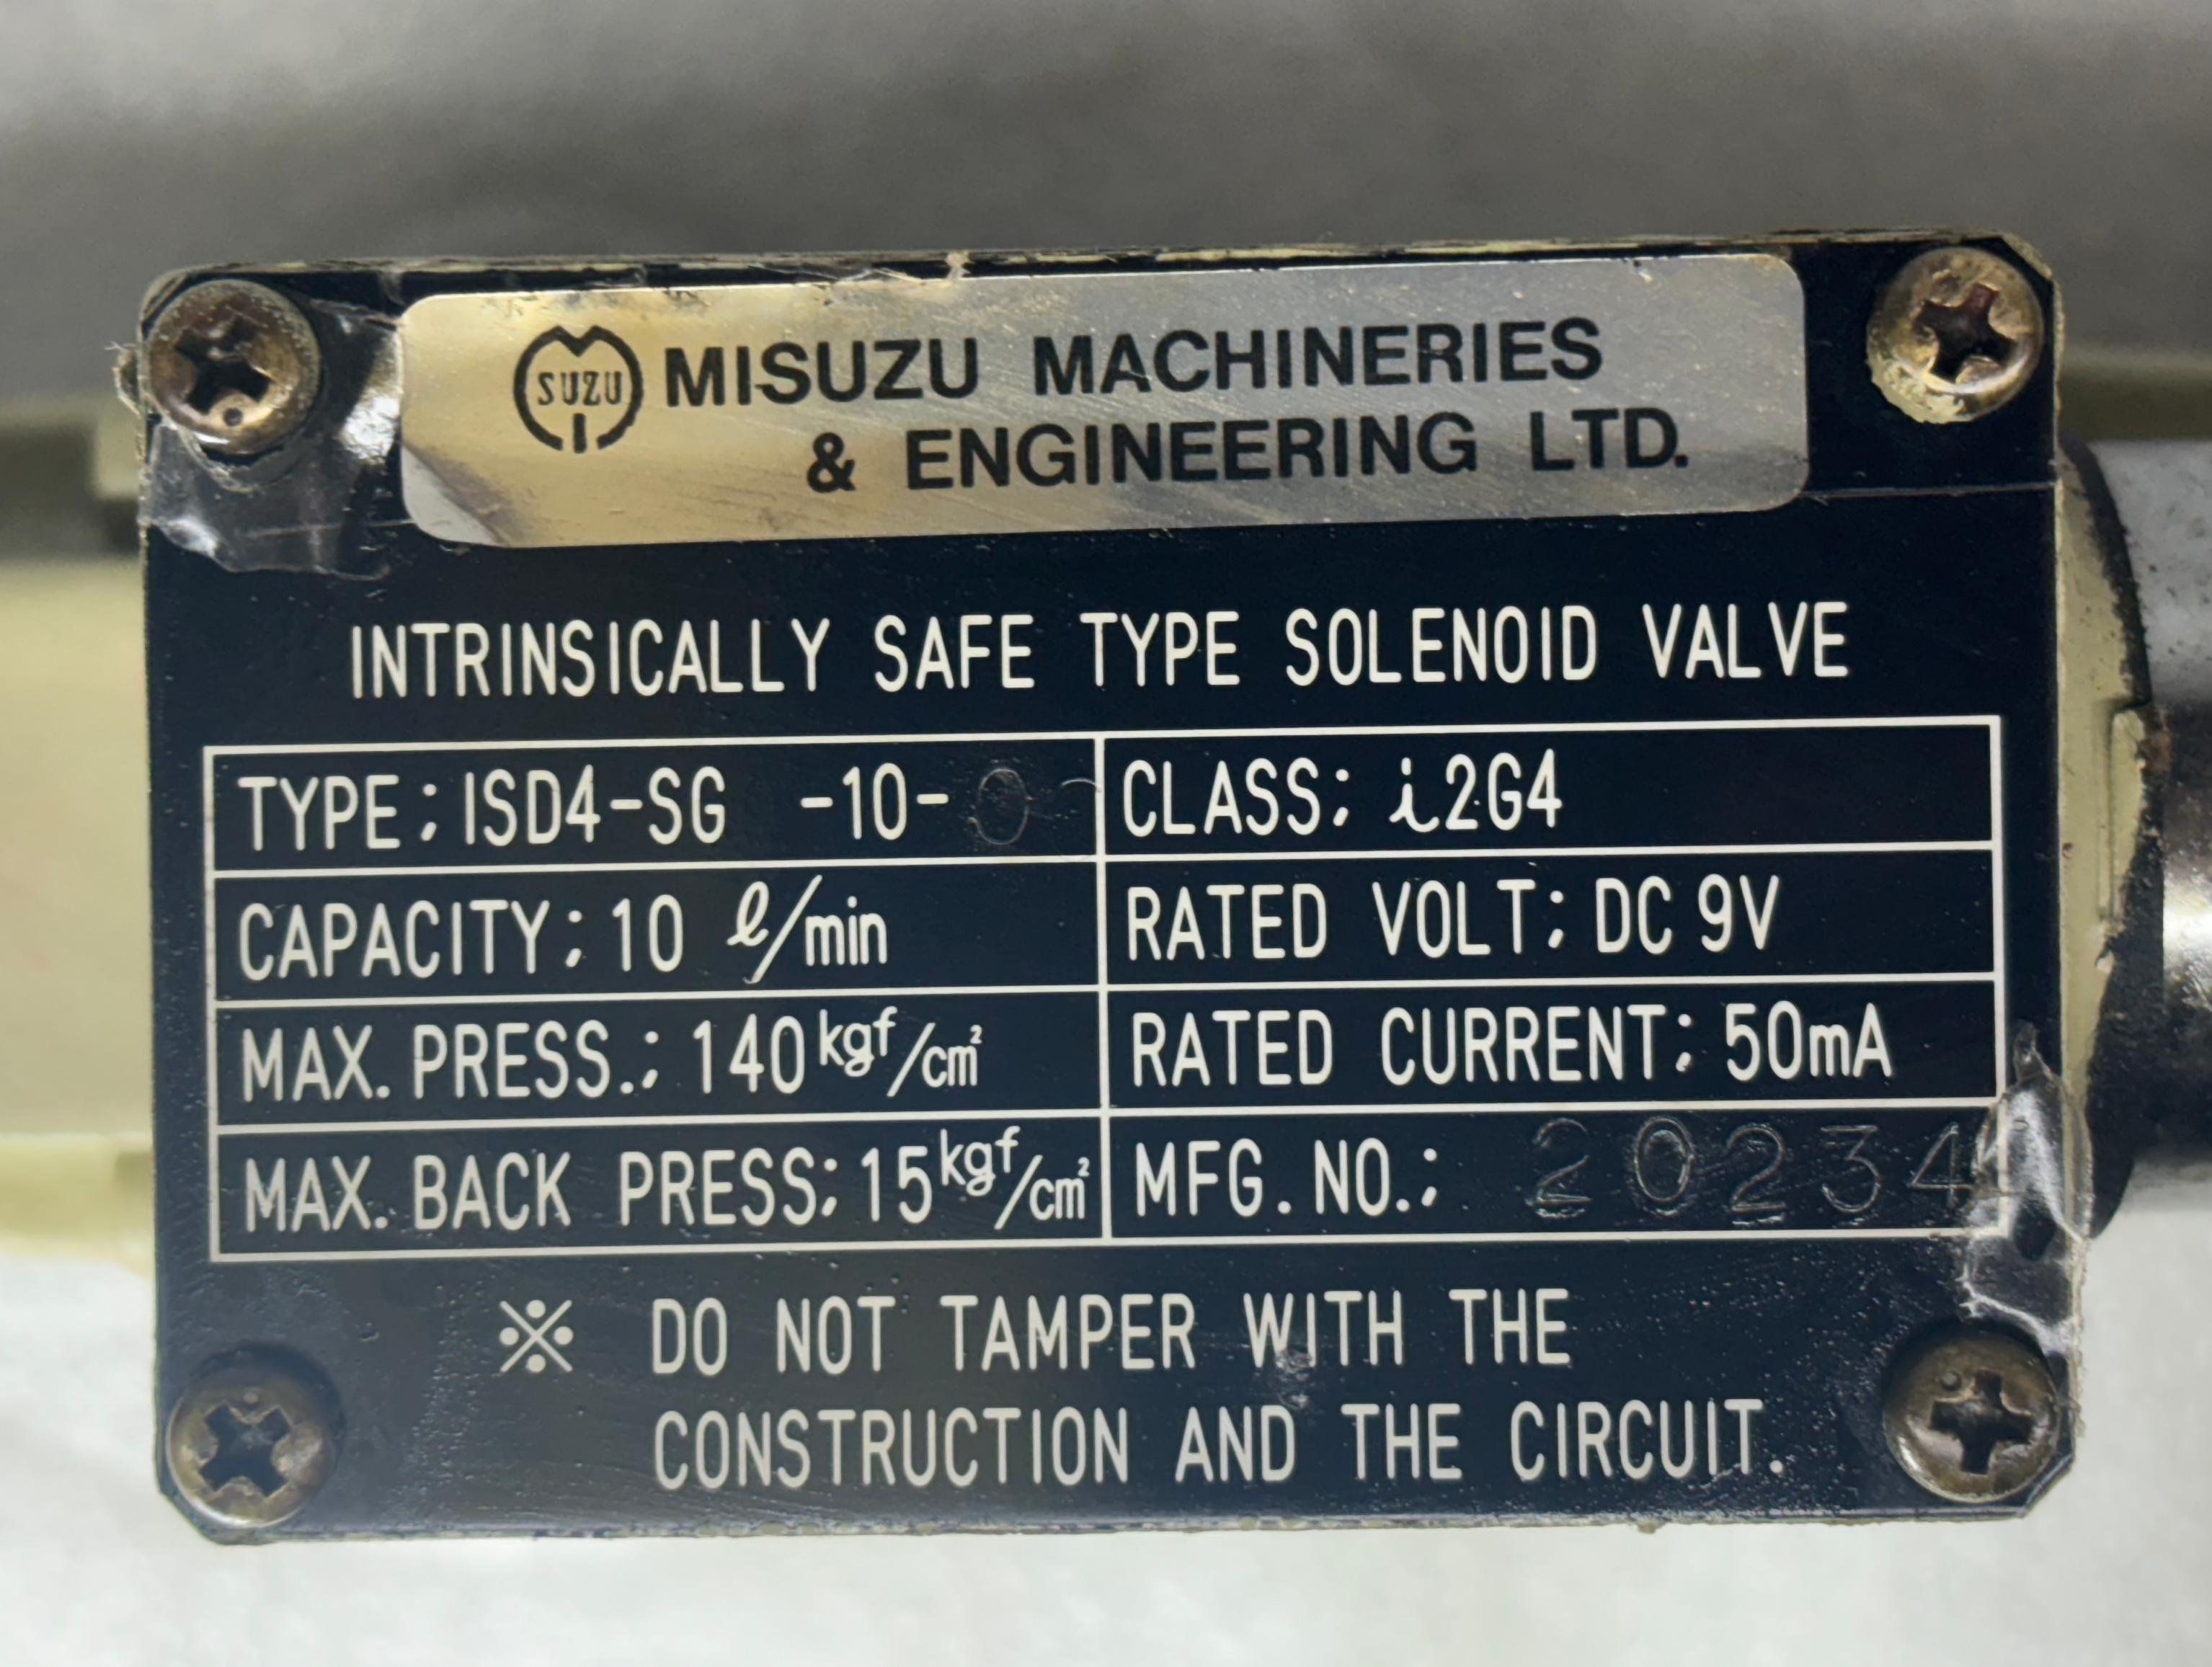 SUZU MISUZU MACHINERIES
& ENGINEERING LTD.
INTRINSICALLY SAFE TYPE SOLENOID VALVE
TYPE; ISD4-SG -10- 0
CLASS; i2G4
CAPACITY; 10 ℓ/min
RATED VOLT; DC 9V
MAX. PRESS.; 140 kgf/cm²
RATED CURRENT; 50mA
MAX. BACK PRESS; 15 kgf/cm²
MFG. NO.;
※ DO NOT TAMPER WITH THE
CONSTRUCTION AND THE CIRCUIT.